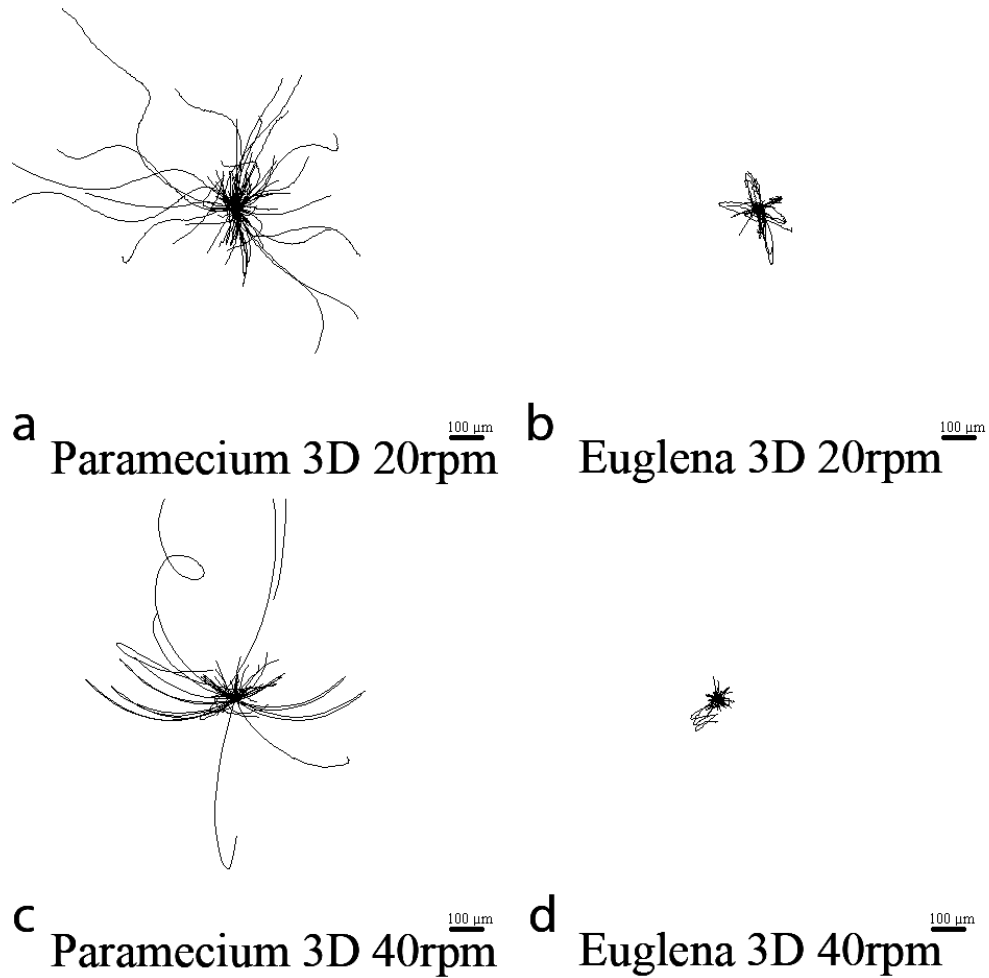 a
100 µm
Paramecium 3D 20rpm
b
100 µm
Euglena 3D 20rpm
c
100 µm
Paramecium 3D 40rpm
d
100 µm
Euglena 3D 40rpm